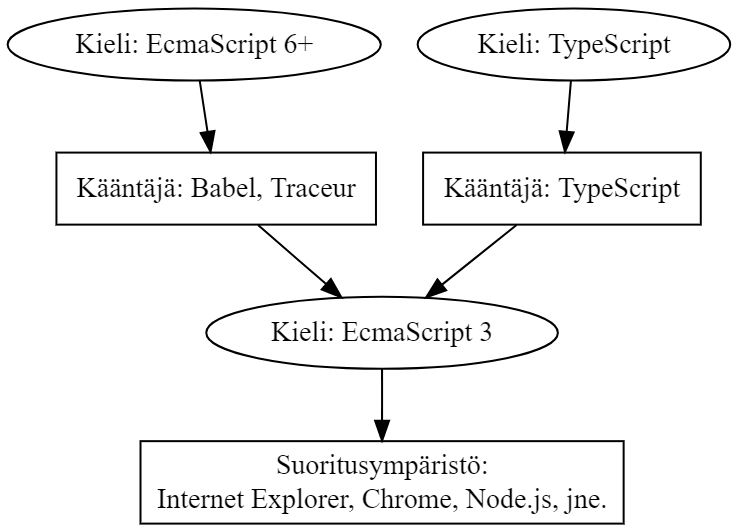 Kieli: EcmaScript 6+
Kieli: TypeScript
Kääntäjä: Babel, Traceur
Kääntäjä: TypeScript
Kieli: EcmaScript 3
Suoritusympäristö:
Internet Explorer, Chrome, Node.js, jne.